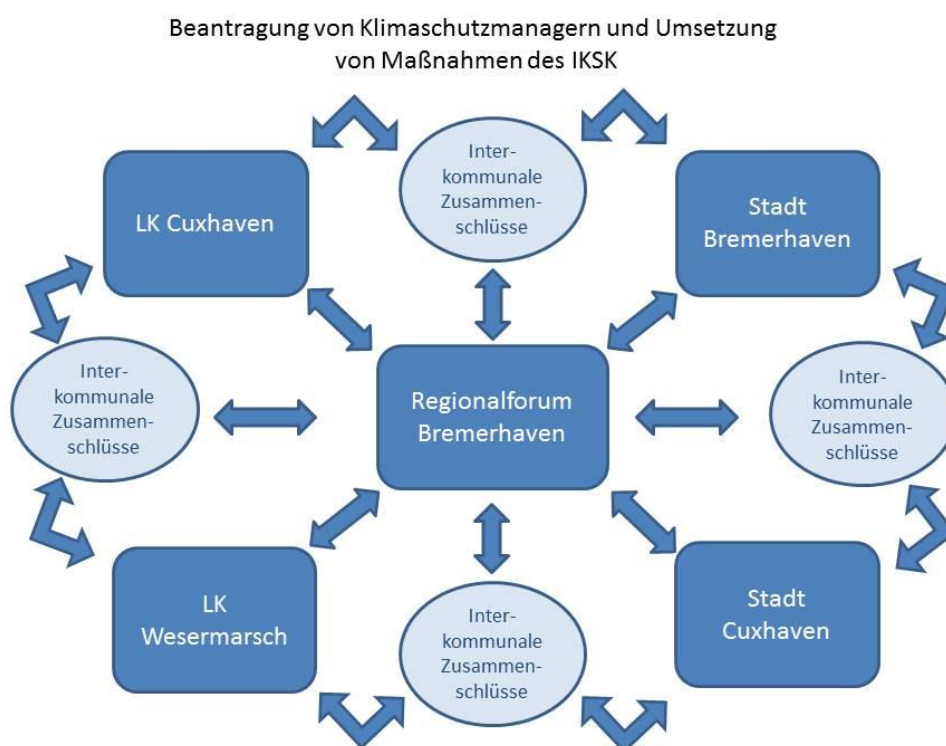 Beantragung von Klimaschutzmanagern und Umsetzung
von Maßnahmen des IKSK
Inter-
kommunale
Zusammen-
schlüsse
LK Cuxhaven
Stadt
Bremerhaven
Inter-
kommunale
Zusammen-
schlüsse
Regionalforum
Bremerhaven
Inter-
kommunale
Zusammen-
schlüsse
LK
Wesermarsch
Inter-
kommunale
Zusammen-
schlüsse
Stadt
Cuxhaven